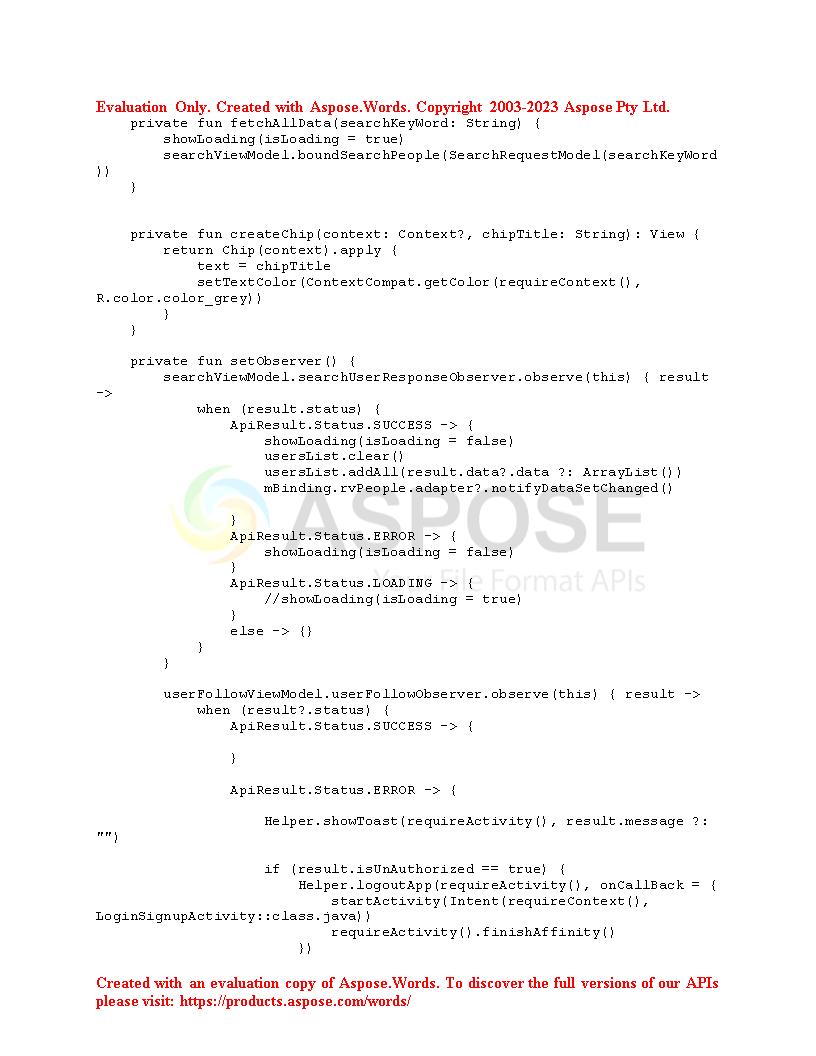 Evaluation Only. Created with Aspose.Words. Copyright 2003-2023 Aspose Pty Ltd.
    private fun fetchAllData(searchKeyWord: String) {
        showLoading(isLoading = true)
        searchViewModel.boundSearchPeople(SearchRequestModel(searchKeyWord
))
    }
    private fun createChip(context: Context?, chipTitle: String): View {
        return Chip(context).apply {
            text = chipTitle
            setTextColor(ContextCompat.getColor(requireContext(),
R.color.color_grey))
        }
    }
    private fun setObserver() {
        searchViewModel.searchUserResponseObserver.observe(this) { result
->
            when (result.status) {
                ApiResult.Status.SUCCESS -> {
                    showLoading(isLoading = false)
                    usersList.clear()
                    usersList.addAll(result.data?.data ?: ArrayList())
                    mBinding.rvPeople.adapter?.notifyDataSetChanged()
                }
ASPOSE
                ApiResult.Status.ERROR -> {
                    showLoading(isLoading = false)
                }
                ApiResult.Status.LOADING -> {
Your File Format APIs
                    //showLoading(isLoading = true)
                }
                else -> {}
            }
        }
        userFollowViewModel.userFollowObserver.observe(this) { result ->
            when (result?.status) {
                ApiResult.Status.SUCCESS -> {
                }
                ApiResult.Status.ERROR -> {
                    Helper.showToast(requireActivity(), result.message ?:
"")
                    if (result.isUnAuthorized == true) {
                        Helper.logoutApp(requireActivity(), onCallBack = {
                            startActivity(Intent(requireContext(),
LoginSignupActivity::class.java))
                            requireActivity().finishAffinity()
                        })
Created with an evaluation copy of Aspose.Words. To discover the full versions of our APIs
please visit: https://products.aspose.com/words/